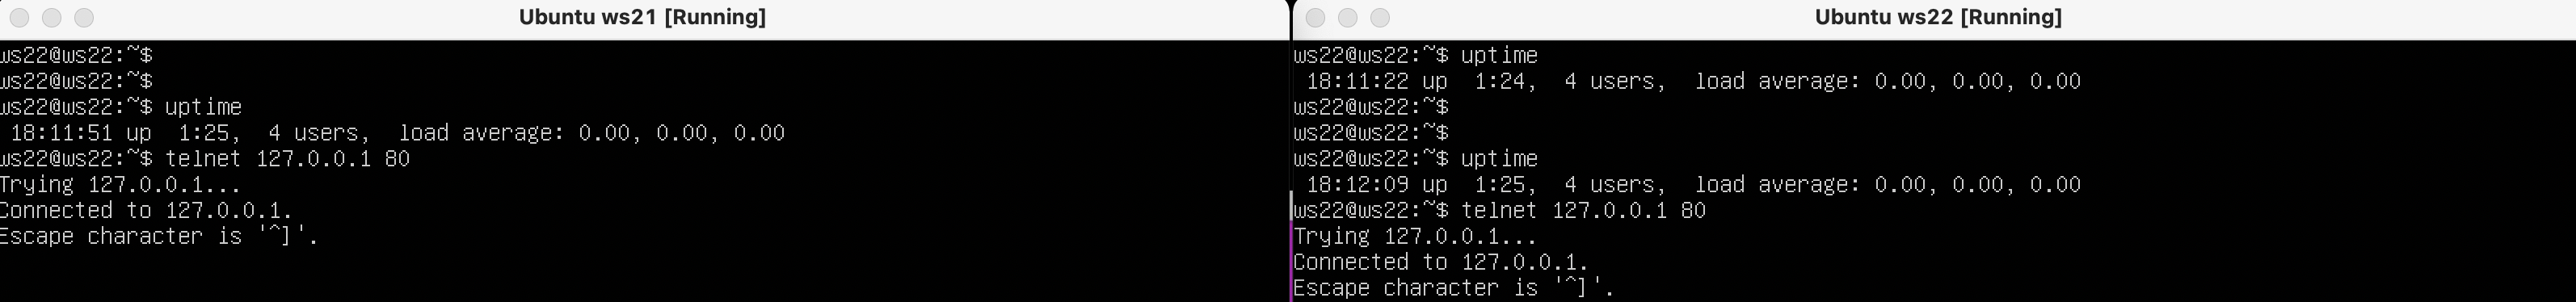 Ubuntu ws21 [Running]
ws22@ws22:~$
ws22@ws22:~$
ws22@ws22:~$ uptime
 18:11:51 up  1:25,  4 users,  load average: 0.00, 0.00, 0.00
ws22@ws22:~$ telnet 127.0.0.1 80
Trying 127.0.0.1...
Connected to 127.0.0.1.
Escape character is '^]'.
Ubuntu ws22 [Running]
ws22@ws22:~$ uptime
 18:11:22 up  1:24,  4 users,  load average: 0.00, 0.00, 0.00
ws22@ws22:~$
ws22@ws22:~$
ws22@ws22:~$ uptime
 18:12:09 up  1:25,  4 users,  load average: 0.00, 0.00, 0.00
ws22@ws22:~$ telnet 127.0.0.1 80
Trying 127.0.0.1...
Connected to 127.0.0.1.
Escape character is '^]'.